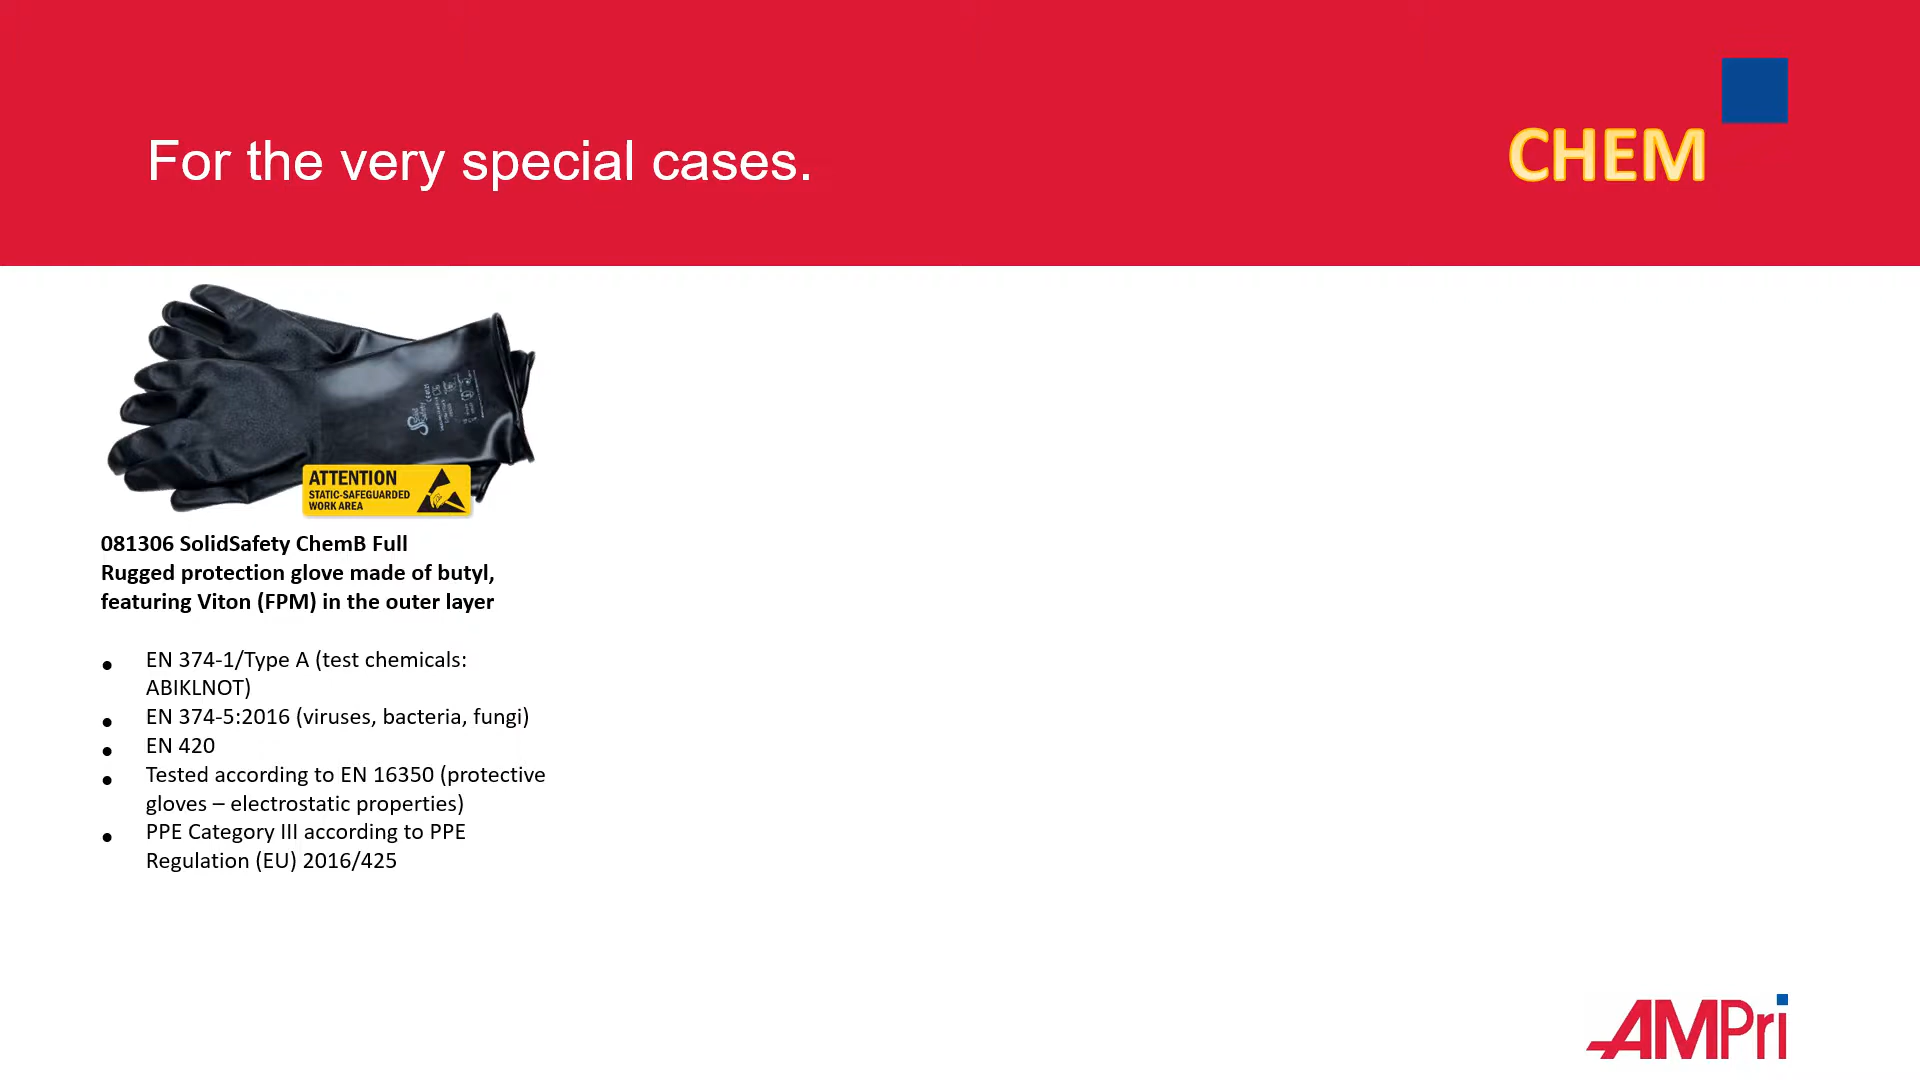 For the very special cases.
CHEM
Solid
Safety
ATTENTION
STATIC-SAFEGUARDED
WORK AREA
081306 SolidSafety ChemB Full
Rugged protection glove made of butyl,
featuring Viton (FPM) in the outer layer
• EN 374-1/Type A (test chemicals:
ABIKLNOT)
• EN 374-5:2016 (viruses, bacteria, fungi)
• EN 420
• Tested according to EN 16350 (protective
gloves – electrostatic properties)
• PPE Category III according to PPE
Regulation (EU) 2016/425
AMPri